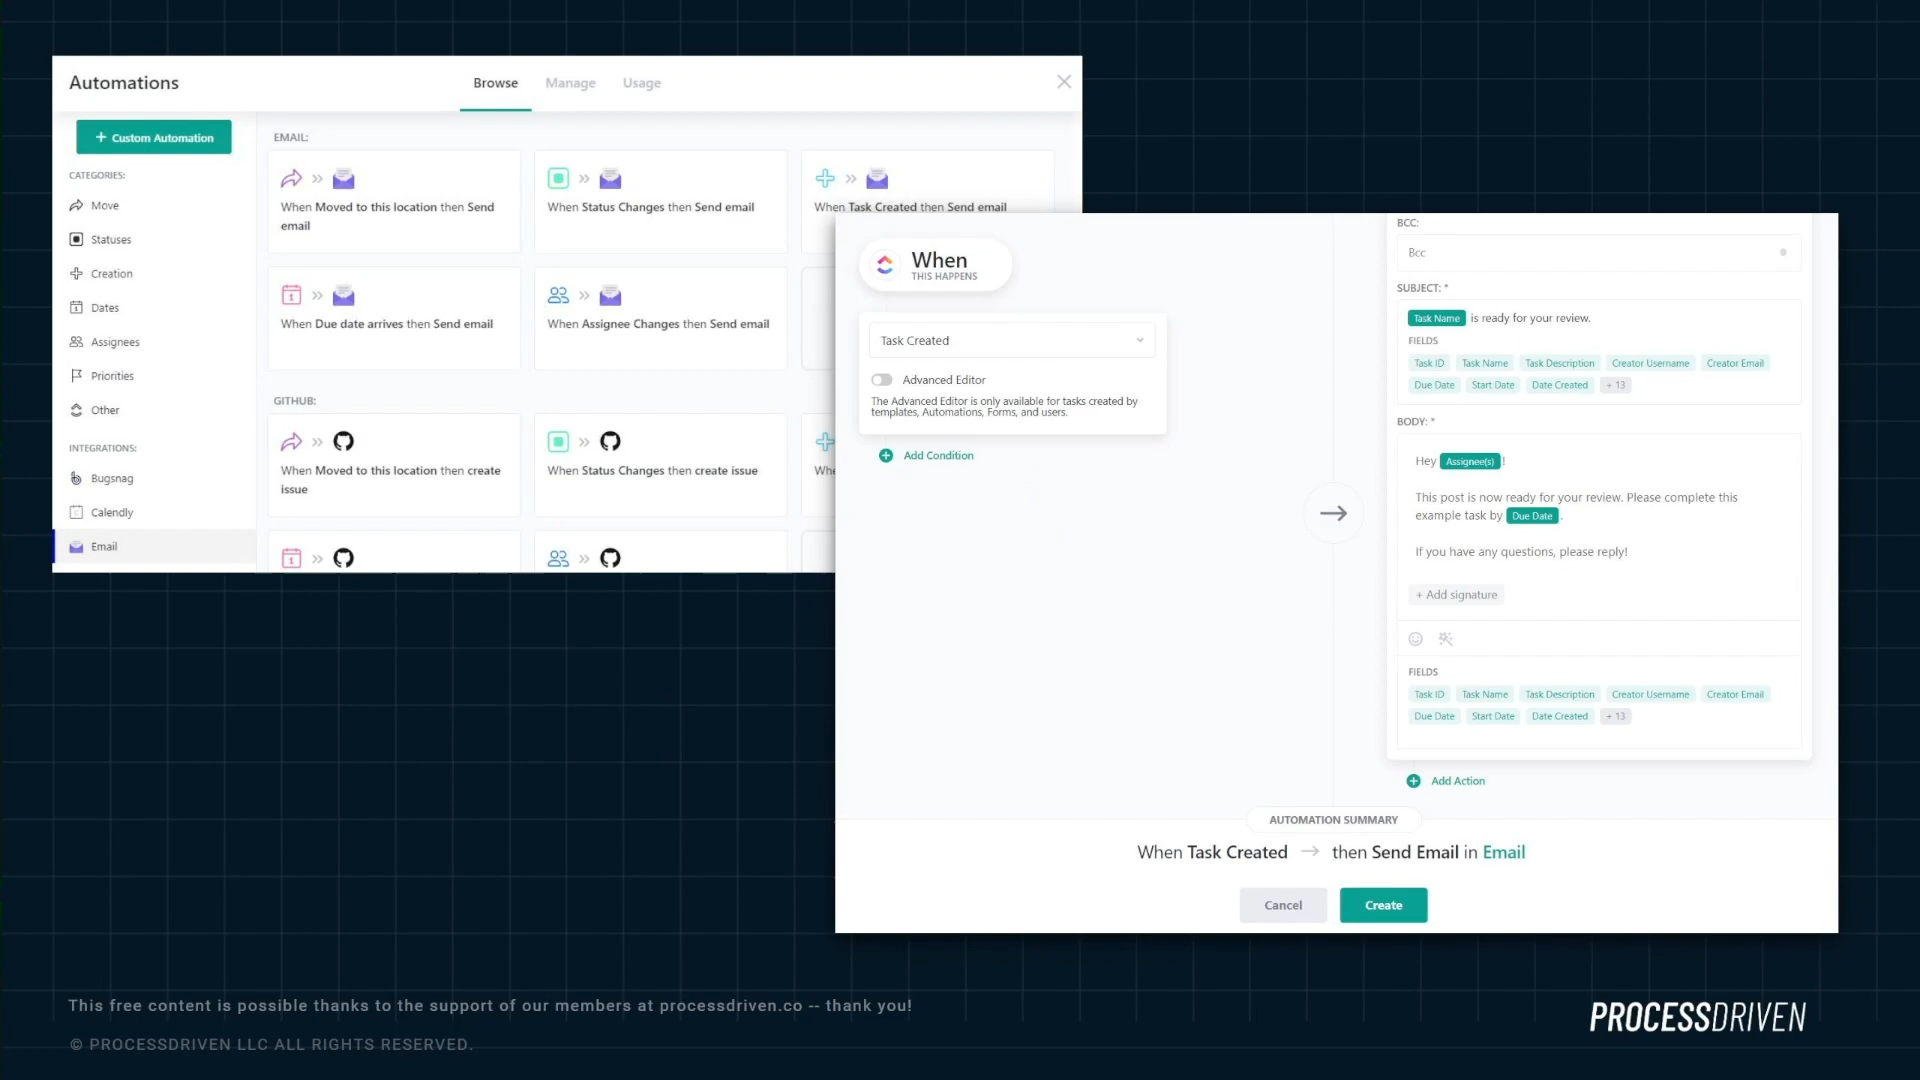 Automations
Browse
Manage
Usage
+ Custom Automation
CATEGORIES:
Move
Statuses
Creation
Dates
Assignees
Priorities
Other
INTEGRATIONS:
Bugsnag
Calendly
Email
EMAIL:
When Moved to this location then Send
email
When Status Changes then Send email
When Task Created then Send email
When Due date arrives then Send email
When Assignee Changes then Send email
GITHUB:
When Moved to this location then create
issue
When Status Changes then create issue
When
THIS HAPPENS
Task Created
Advanced Editor
The Advanced Editor is only available for tasks created by
templates, Automations, Forms, and users.
Add Condition
BCC:
Bcc
SUBJECT: *
Task Name is ready for your review.
FIELDS
Task ID Task Name Task Description Creator Username Creator Email
Due Date Start Date Date Created + 13
BODY: *
Hey Assignee(s) !
This post is now ready for your review. Please complete this
example task by Due Date .
If you have any questions, please reply!
+ Add signature
FIELDS
Task ID Task Name Task Description Creator Username Creator Email
Due Date Start Date Date Created + 13
Add Action
AUTOMATION SUMMARY
When Task Created → then Send Email in Email
Cancel
Create
This free content is possible thanks to the support of our members at processdriven.co -- thank you!
© PROCESSDRIVEN LLC ALL RIGHTS RESERVED.
PROCESSDRIVEN